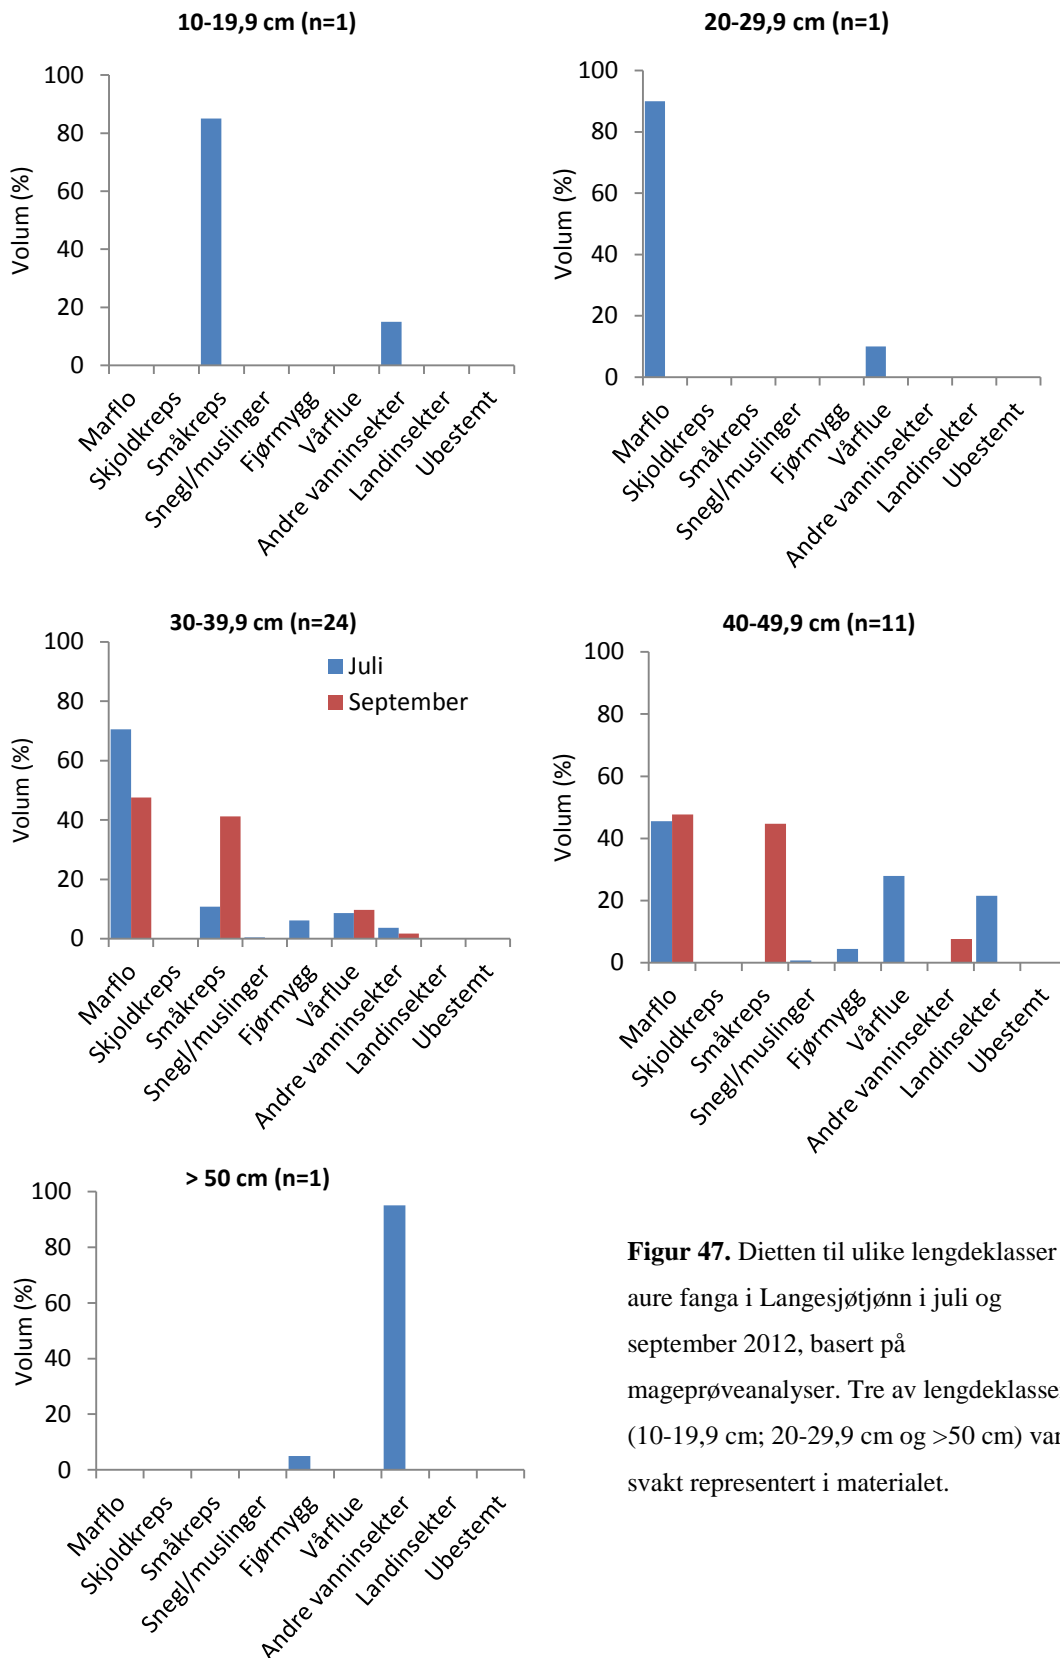 10-19,9 cm (n=1)
Volum (%)
100
80
60
40
20
0
Marflo
Skjoldkreps
Småkreps
Snegl/muslinger
Fjørmygg
Vårflue
Andre vanninsekter
Landinsekter
Ubestemt
20-29,9 cm (n=1)
Volum (%)
100
80
60
40
20
0
Marflo
Skjoldkreps
Småkreps
Snegl/muslinger
Fjørmygg
Vårflue
Andre vanninsekter
Landinsekter
Ubestemt
30-39,9 cm (n=24)
Juli
September
Volum (%)
100
80
60
40
20
0
Marflo
Skjoldkreps
Småkreps
Snegl/muslinger
Fjørmygg
Vårflue
Andre vanninsekter
Landinsekter
Ubestemt
40-49,9 cm (n=11)
Volum (%)
100
80
60
40
20
0
Marflo
Skjoldkreps
Småkreps
Snegl/muslinger
Fjørmygg
Vårflue
Andre vanninsekter
Landinsekter
Ubestemt
> 50 cm (n=1)
Volum (%)
100
80
60
40
20
0
Marflo
Skjoldkreps
Småkreps
Snegl/muslinger
Fjørmygg
Vårflue
Andre vanninsekter
Landinsekter
Ubestemt
Figur 47. Dietten til ulike lengdeklasser
aure fanga i Langesjøtjønn i juli og
september 2012, basert på
mageprøveanalyser. Tre av lengdeklasse
(10-19,9 cm; 20-29,9 cm og >50 cm) var
svakt representert i materialet.